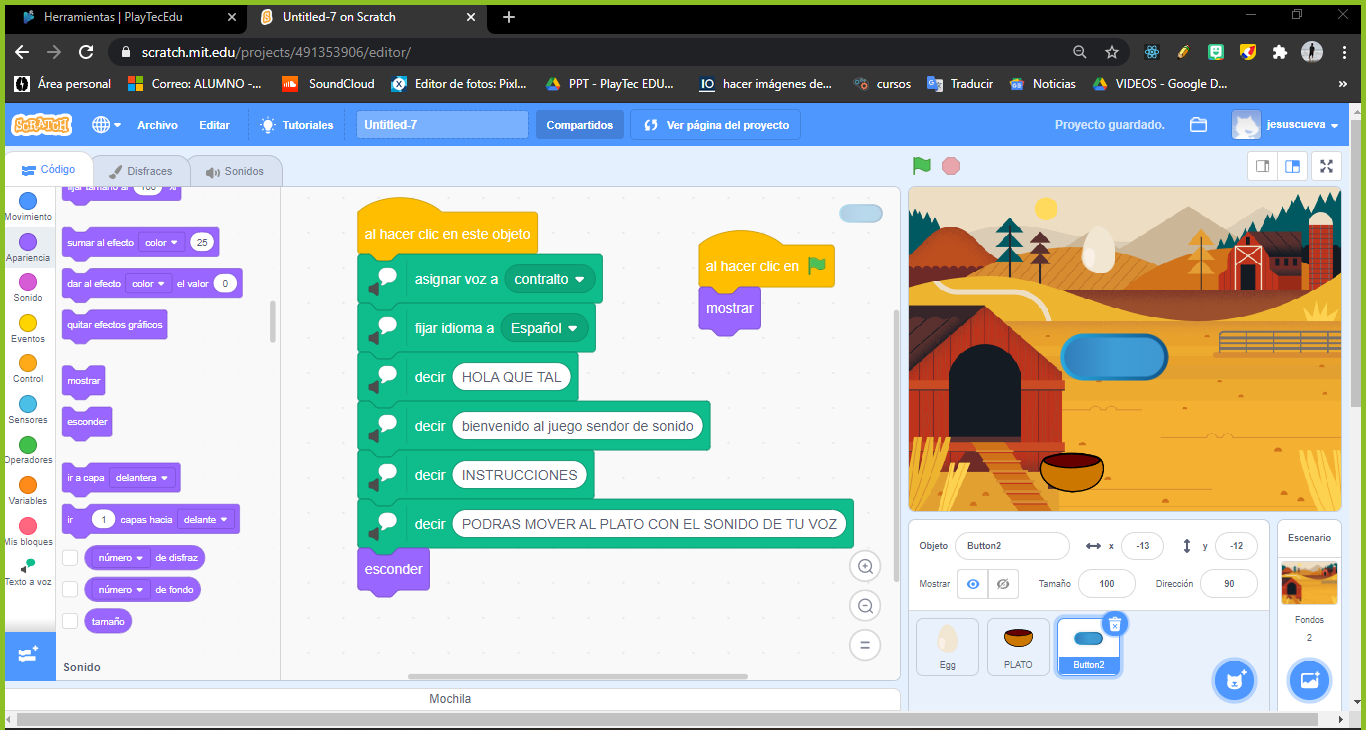 Herramientas | PlayTecEdu
Untitled-7 on Scratch
scratch.mit.edu/projects/491353906/editor/
Área personal
Correo: ALUMNO -...
SoundCloud
Editor de fotos: Pixl...
PPT - PlayTec EDU...
IO hacer imágenes de...
cursos
Traducir
Noticias
VIDEOS - Google D...
»
SCRATCH
Archivo
Editar
Tutoriales
Untitled-7
Compartidos
Ver página del proyecto
Proyecto guardado.
jesuscueva
Código
Disfraces
Sonidos
Movimiento
Apariencia
Sonido
Eventos
Control
Sensores
Operadores
Variables
Mis bloques
Texto a voz
fijar tamaño al 100 %
sumar al efecto color 25
dar al efecto color el valor 0
quitar efectos gráficos
mostrar
esconder
ir a capa delantera
ir 1 capas hacia delante
número de disfraz
número de fondo
tamaño
Sonido
al hacer clic en este objeto
asignar voz a contralto
fijar idioma a Español
decir HOLA QUE TAL
decir bienvenido al juego sendor de sonido
decir INSTRUCCIONES
decir PODRAS MOVER AL PLATO CON EL SONIDO DE TU VOZ
esconder
al hacer clic en
mostrar
Mochila
Objeto Button2 x -13 y -12
Mostrar Tamaño 100 Dirección 90
Egg
PLATO
Button2
Escenario
Fondos
2